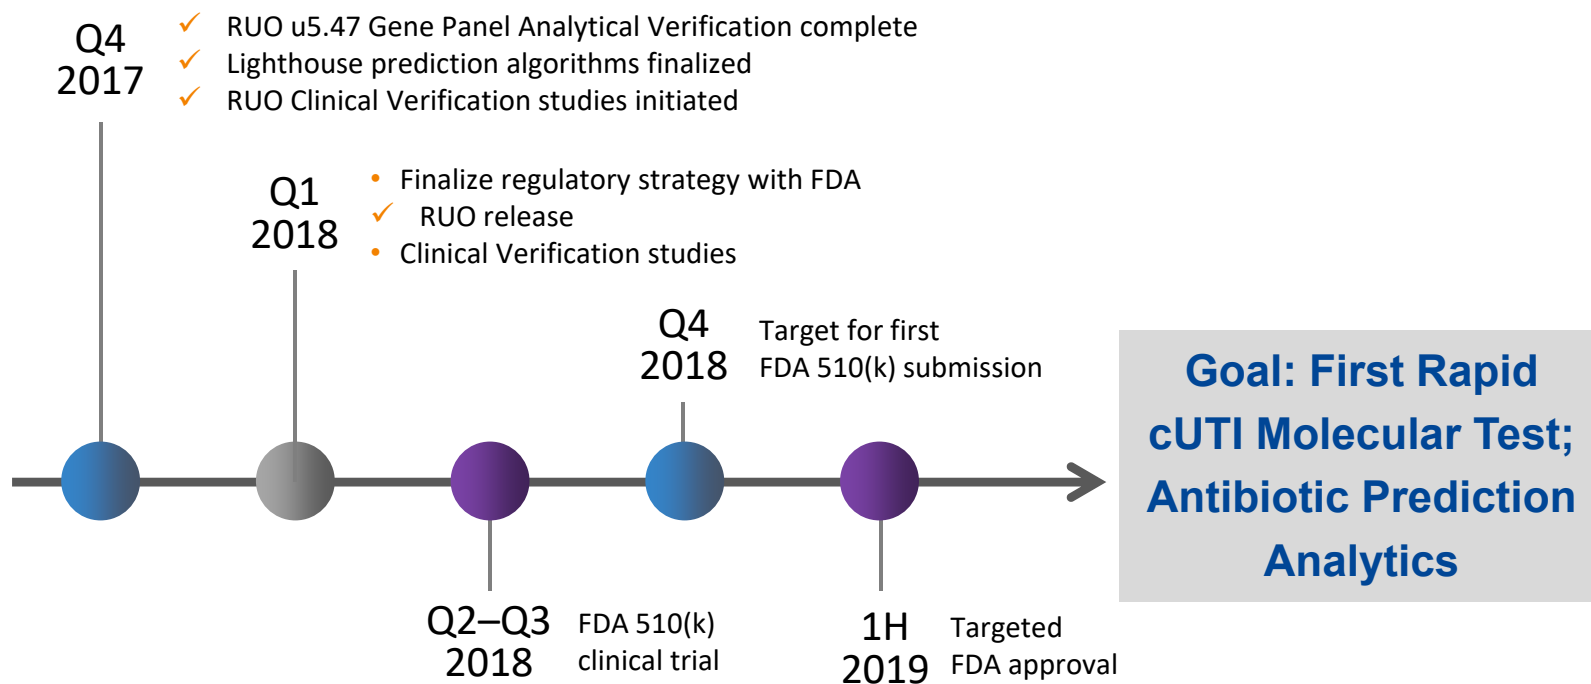 Q4
2017
✓ RUO u5.47 Gene Panel Analytical Verification complete
✓ Lighthouse prediction algorithms finalized
✓ RUO Clinical Verification studies initiated
Q1
2018
• Finalize regulatory strategy with FDA
✓ RUO release
• Clinical Verification studies
Q4
2018
Target for first
FDA 510(k) submission
Goal: First Rapid
cUTI Molecular Test;
Antibiotic Prediction
Analytics
Q2–Q3
2018
FDA 510(k)
clinical trial
1H
2019
Targeted
FDA approval